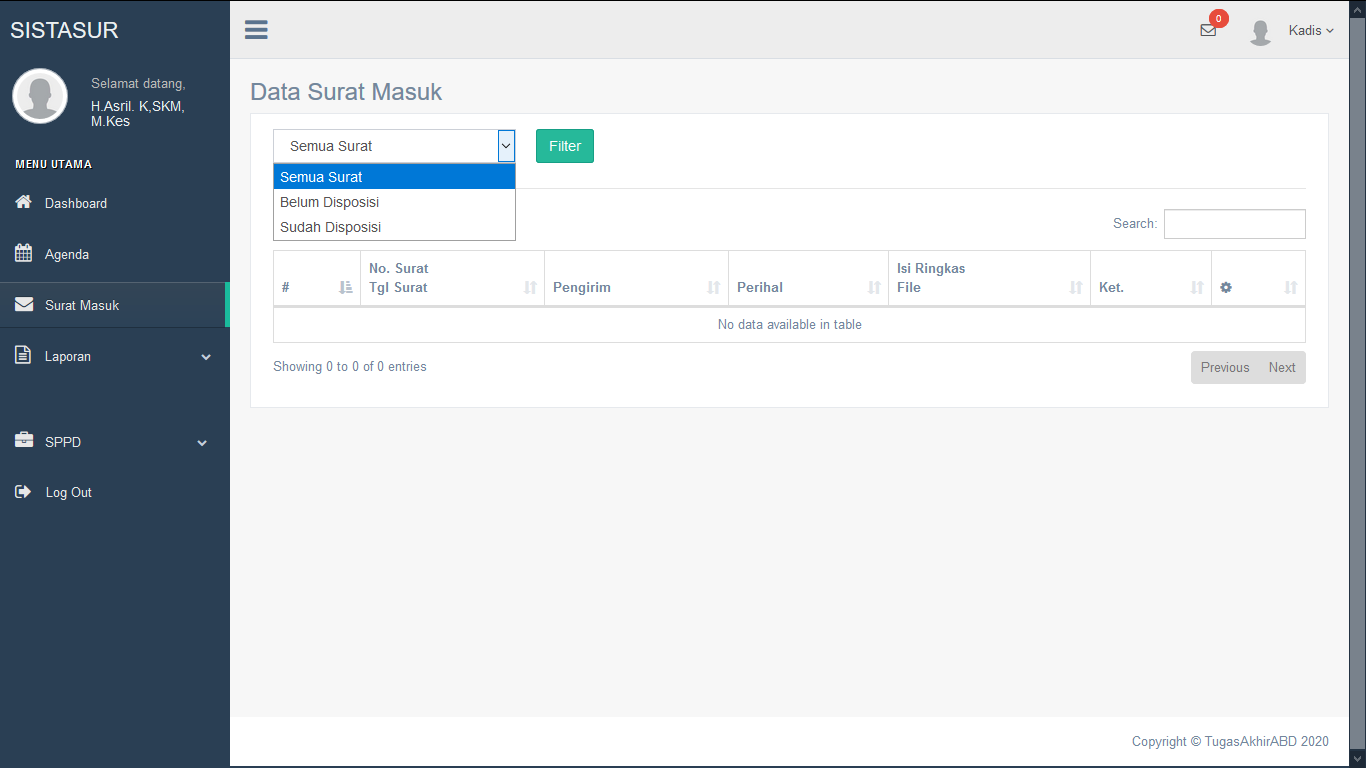 SISTASUR
Selamat datang,
H.Asril. K,SKM,
M.Kes
MENU UTAMA
Dashboard
Agenda
Surat Masuk
Laporan
SPPD
Log Out
0
Kadis
Data Surat Masuk
Semua Surat
Filter
Semua Surat
Belum Disposisi
Sudah Disposisi
Search:
#
No. Surat
Tgl Surat
Pengirim
Perihal
Isi Ringkas
File
Ket.
No data available in table
Showing 0 to 0 of 0 entries
Previous Next
Copyright © TugasAkhirABD 2020